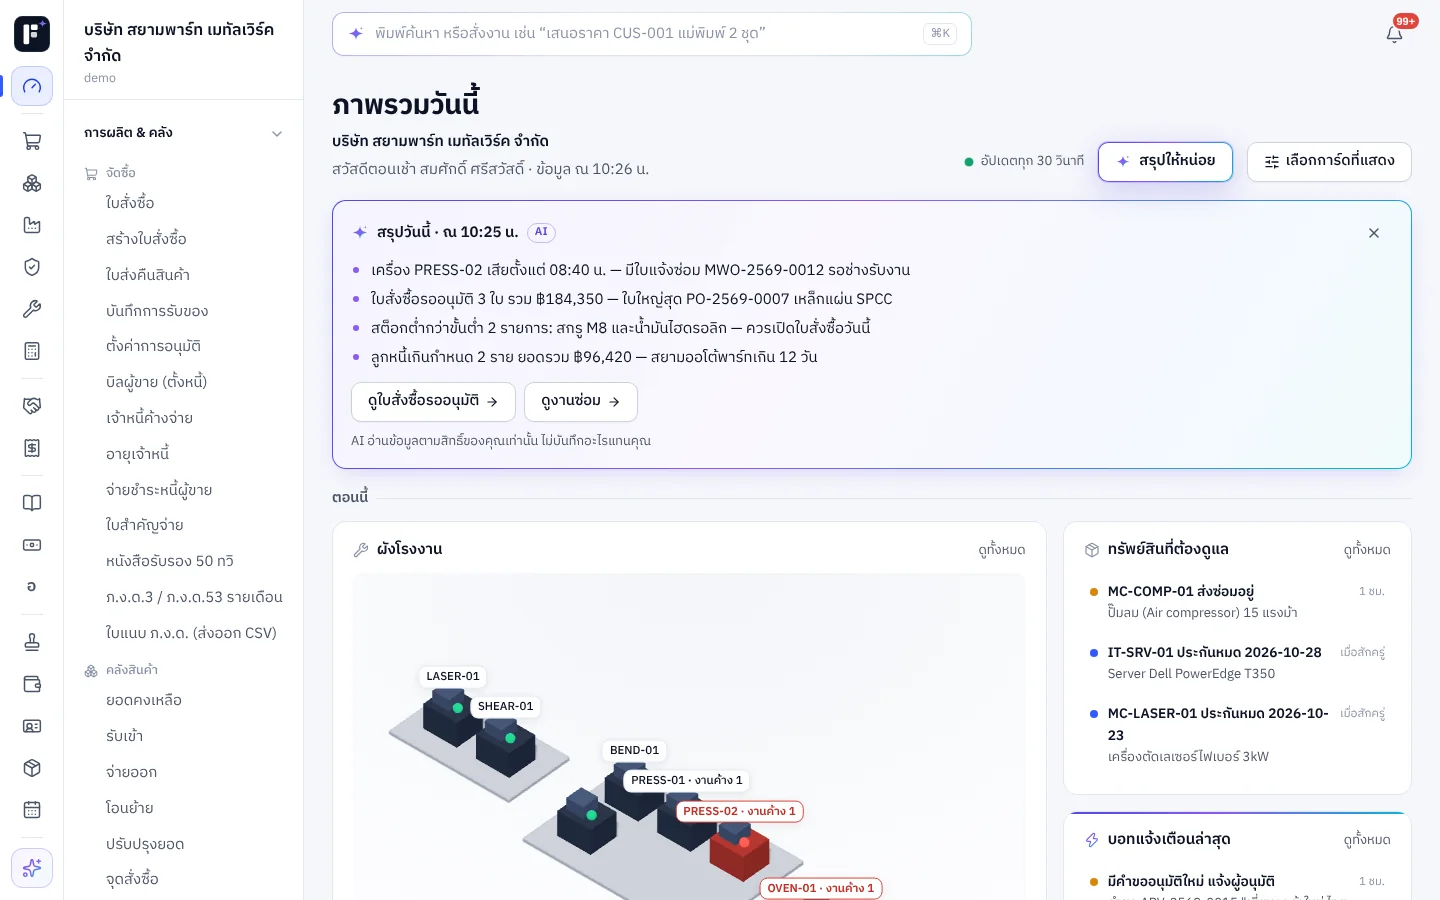 บริษัท สยามพาร์ท เมทัลเวิร์ค
จำกัด
demo
การผลิต & คลัง
จัดซื้อ
ใบสั่งซื้อ
สร้างใบสั่งซื้อ
ใบส่งคืนสินค้า
บันทึกการรับของ
ตั้งค่าการอนุมัติ
บิลผู้ขาย (ตั้งหนี้)
เจ้าหนี้ค้างจ่าย
อายุเจ้าหนี้
จ่ายชำระหนี้ผู้ขาย
ใบสำคัญจ่าย
หนังสือรับรอง 50 ทวิ
ภ.ง.ด.3 / ภ.ง.ด.53 รายเดือน
ใบแนบ ภ.ง.ด. (ส่งออก CSV)
คลังสินค้า
ยอดคงเหลือ
รับเข้า
จ่ายออก
โอนย้าย
ปรับปรุงยอด
จุดสั่งซื้อ
อ
พิมพ์ค้นหา หรือสั่งงาน เช่น “เสนอราคา CUS-001 แม่พิมพ์ 2 ชุด”
⌘K
99+
ภาพรวมวันนี้
บริษัท สยามพาร์ท เมทัลเวิร์ค จำกัด
สวัสดีตอนเช้า สมศักดิ์ ศรีสวัสดิ์ · ข้อมูล ณ 10:26 น.
อัปเดตทุก 30 วินาที
สรุปให้หน่อย
เลือกการ์ดที่แสดง
สรุปวันนี้ · ณ 10:25 น. AI
เครื่อง PRESS-02 เสียตั้งแต่ 08:40 น. — มีใบแจ้งซ่อม MWO-2569-0012 รอช่างรับงาน
ใบสั่งซื้อรออนุมัติ 3 ใบ รวม ฿184,350 — ใบใหญ่สุด PO-2569-0007 เหล็กแผ่น SPCC
สต็อกต่ำกว่าขั้นต่ำ 2 รายการ: สกรู M8 และน้ำมันไฮดรอลิก — ควรเปิดใบสั่งซื้อวันนี้
ลูกหนี้เกินกำหนด 2 ราย ยอดรวม ฿96,420 — สยามออโต้พาร์ทเกิน 12 วัน
ดูใบสั่งซื้อรออนุมัติ →
ดูงานซ่อม →
AI อ่านข้อมูลตามสิทธิ์ของคุณเท่านั้น ไม่บันทึกอะไรแทนคุณ
ตอนนี้
ผังโรงงาน
ดูทั้งหมด
LASER-01
SHEAR-01
BEND-01
PRESS-01 · งานค้าง 1
PRESS-02 · งานค้าง 1
OVEN-01 · งานค้าง 1
ทรัพย์สินที่ต้องดูแล
ดูทั้งหมด
MC-COMP-01 ส่งซ่อมอยู่
1 ชม.
ปั๊มลม (Air compressor) 15 แรงม้า
IT-SRV-01 ประกันหมด 2026-10-28
เมื่อสักครู่
Server Dell PowerEdge T350
MC-LASER-01 ประกันหมด 2026-10-
23
เมื่อสักครู่
เครื่องตัดเลเซอร์ไฟเบอร์ 3kW
บอทแจ้งเตือนล่าสุด
ดูทั้งหมด
มีคำขออนุมัติใหม่ แจ้งผู้อนุมัติ
1 ชม.